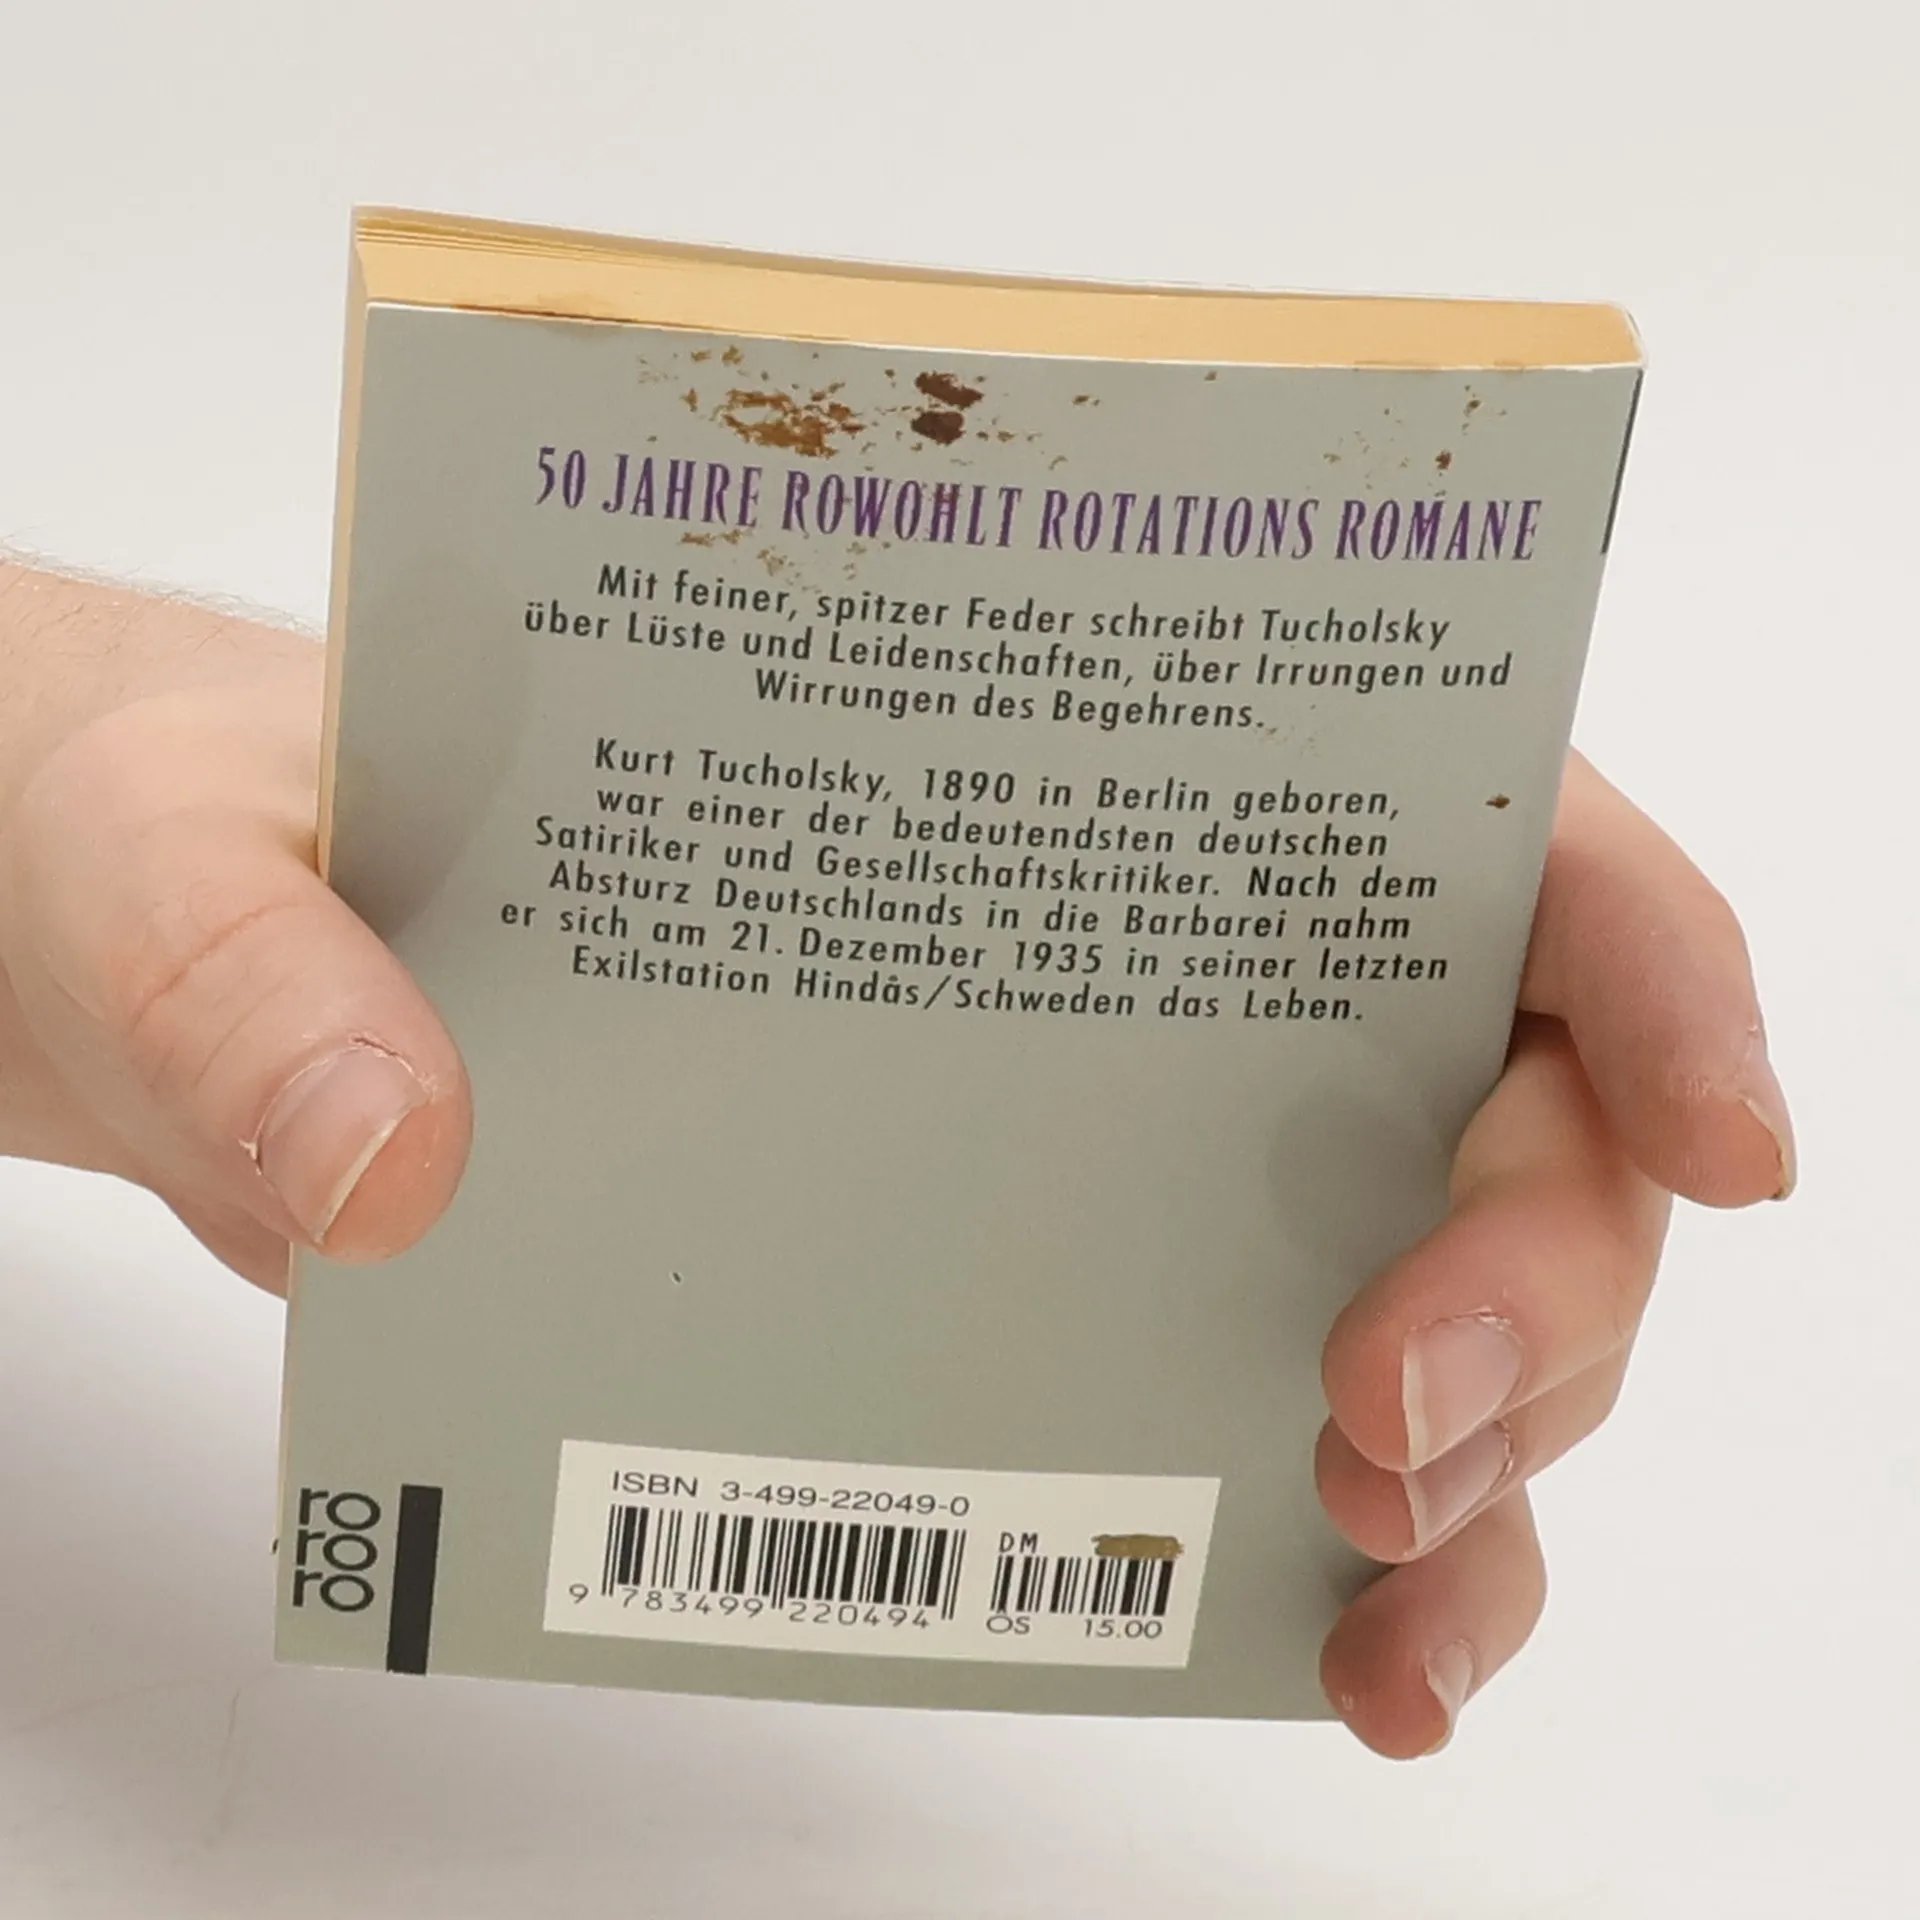 50 JAHRE ROWOHLT ROTATIONS ROMANE
Mit feiner, spitzer Feder schreibt Tucholsky
über Lüste und Leidenschaften, über Irrungen und
Wirrungen des Begehrens.
Kurt Tucholsky, 1890 in Berlin geboren,
war einer der bedeutendsten deutschen
Satiriker und Gesellschaftskritiker. Nach dem
Absturz Deutschlands in die Barbarei nahm
er sich am 21. Dezember 1935 in seiner letzten
Exilstation Hindås/Schweden das Leben.
ro
ro
ro
ISBN 3-499-22049-0
9 783499 220494
DM
ÖS 15.00